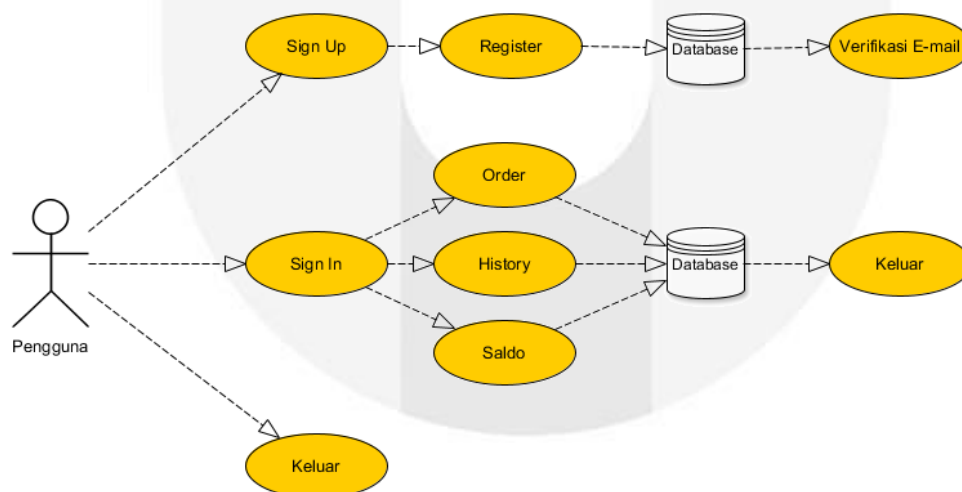 Sign Up
Register
Database
Verifikasi E-mail
Order
Sign In
History
Database
Keluar
Pengguna
Saldo
Keluar